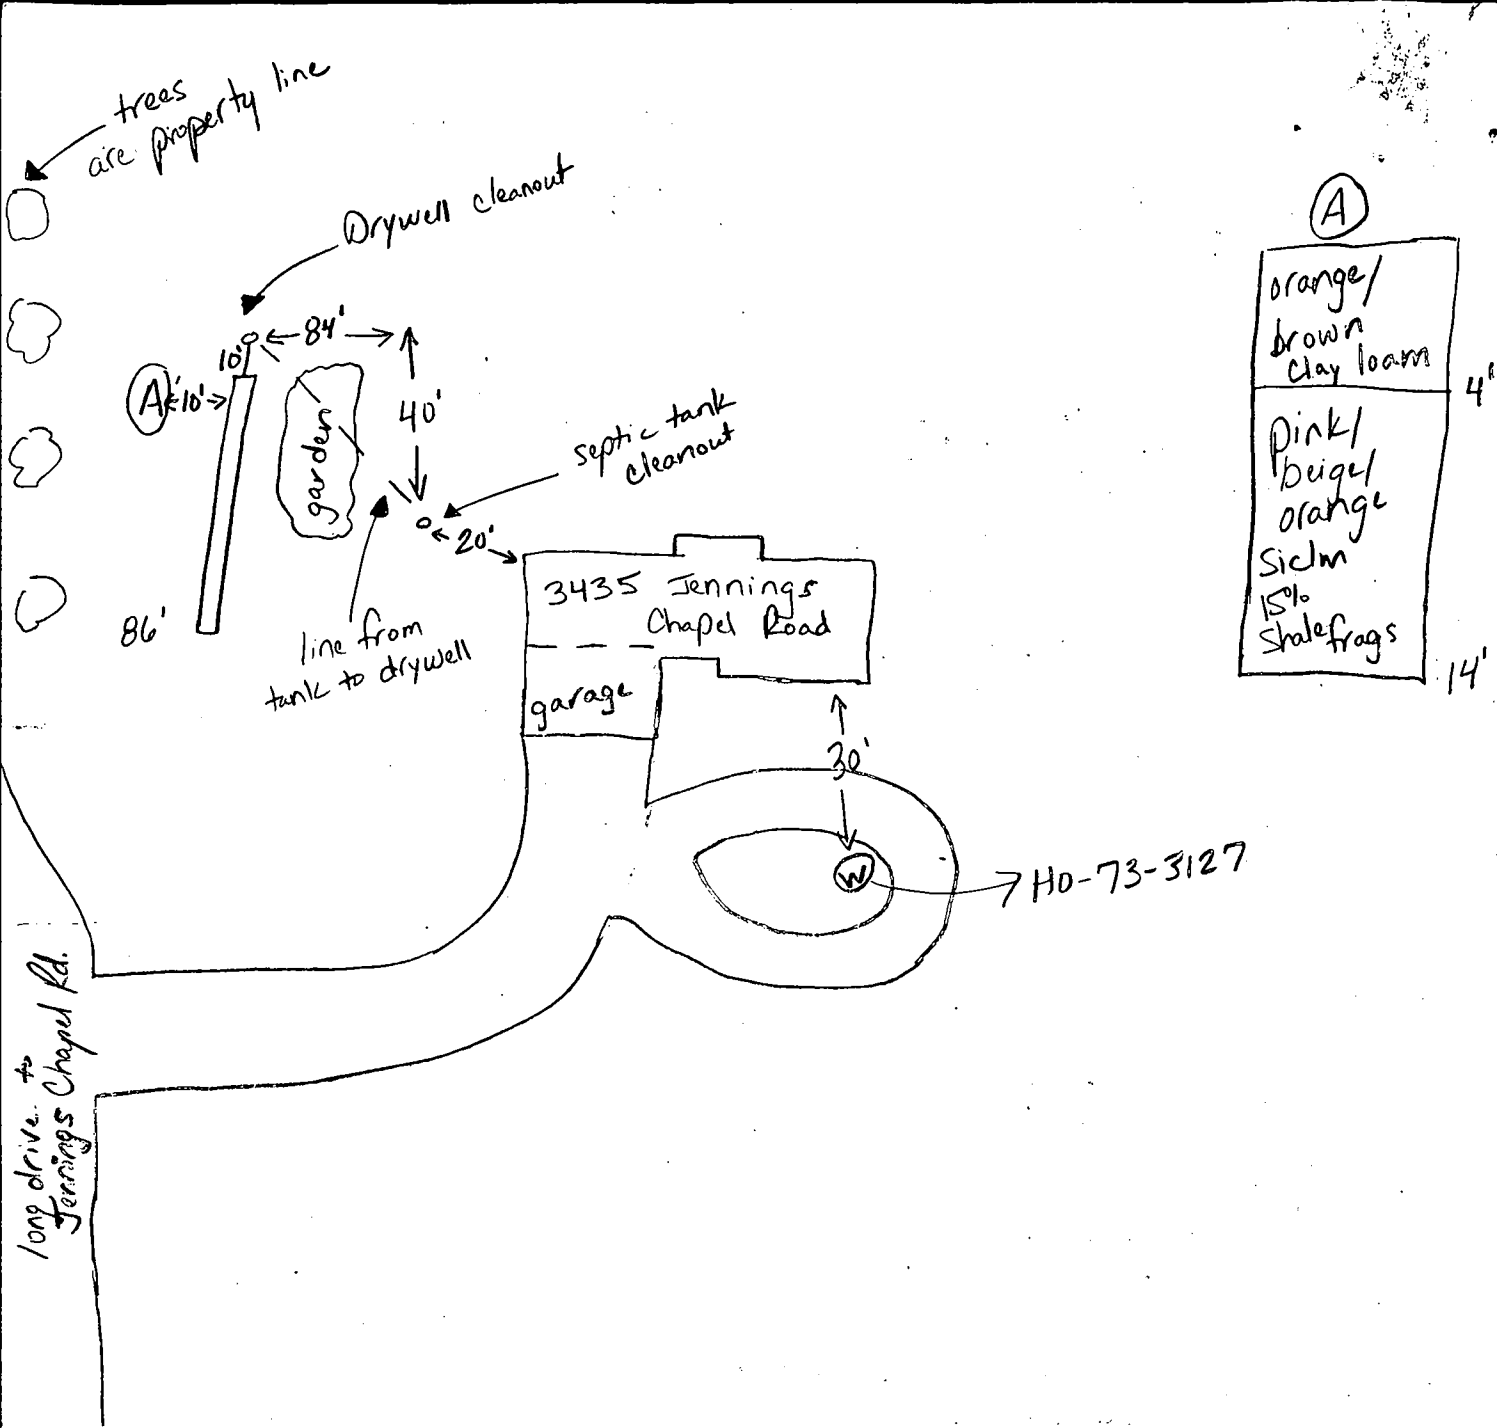 trees
are property line
Drywell cleanout
84'
10'
A
10'
40'
garden
septic tank
cleanout
20'
86'
line from
tank to drywell
3435 Jennings
Chapel Road
garage
30'
W
HO-73-3127
long drive to
Jennings Chapel Rd.
A
orange/
brown
clay loam
4'
pink/
beige/
orange
siclm
15%
shale frags
14'